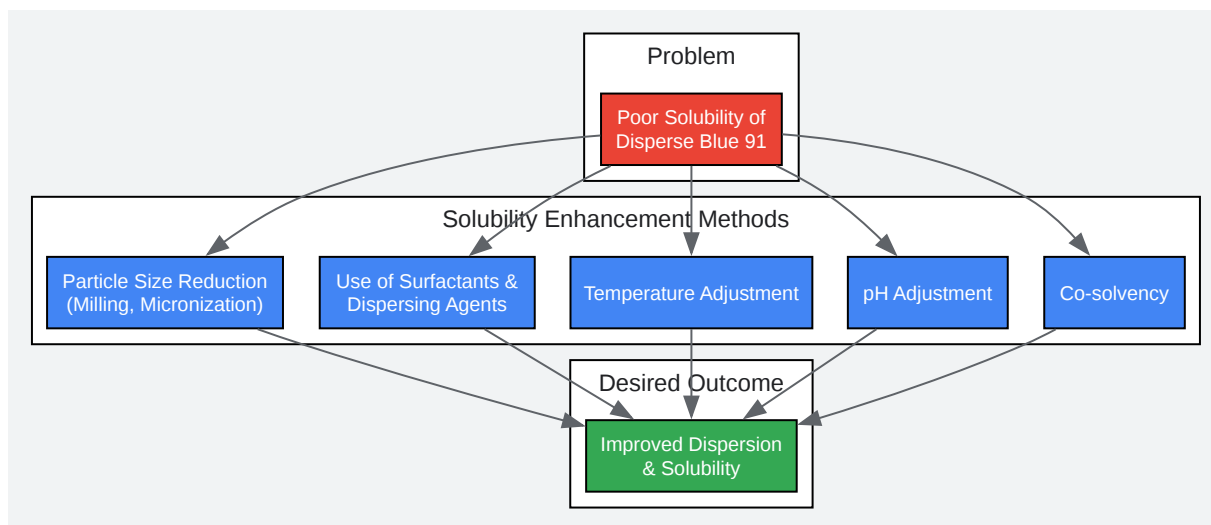 Problem
Poor Solubility of
Disperse Blue 91
Solubility Enhancement Methods
Particle Size Reduction
(Milling, Micronization)
Use of Surfactants &
Dispersing Agents
Temperature Adjustment
pH Adjustment
Co-solvency
Desired Outcome
Improved Dispersion
& Solubility